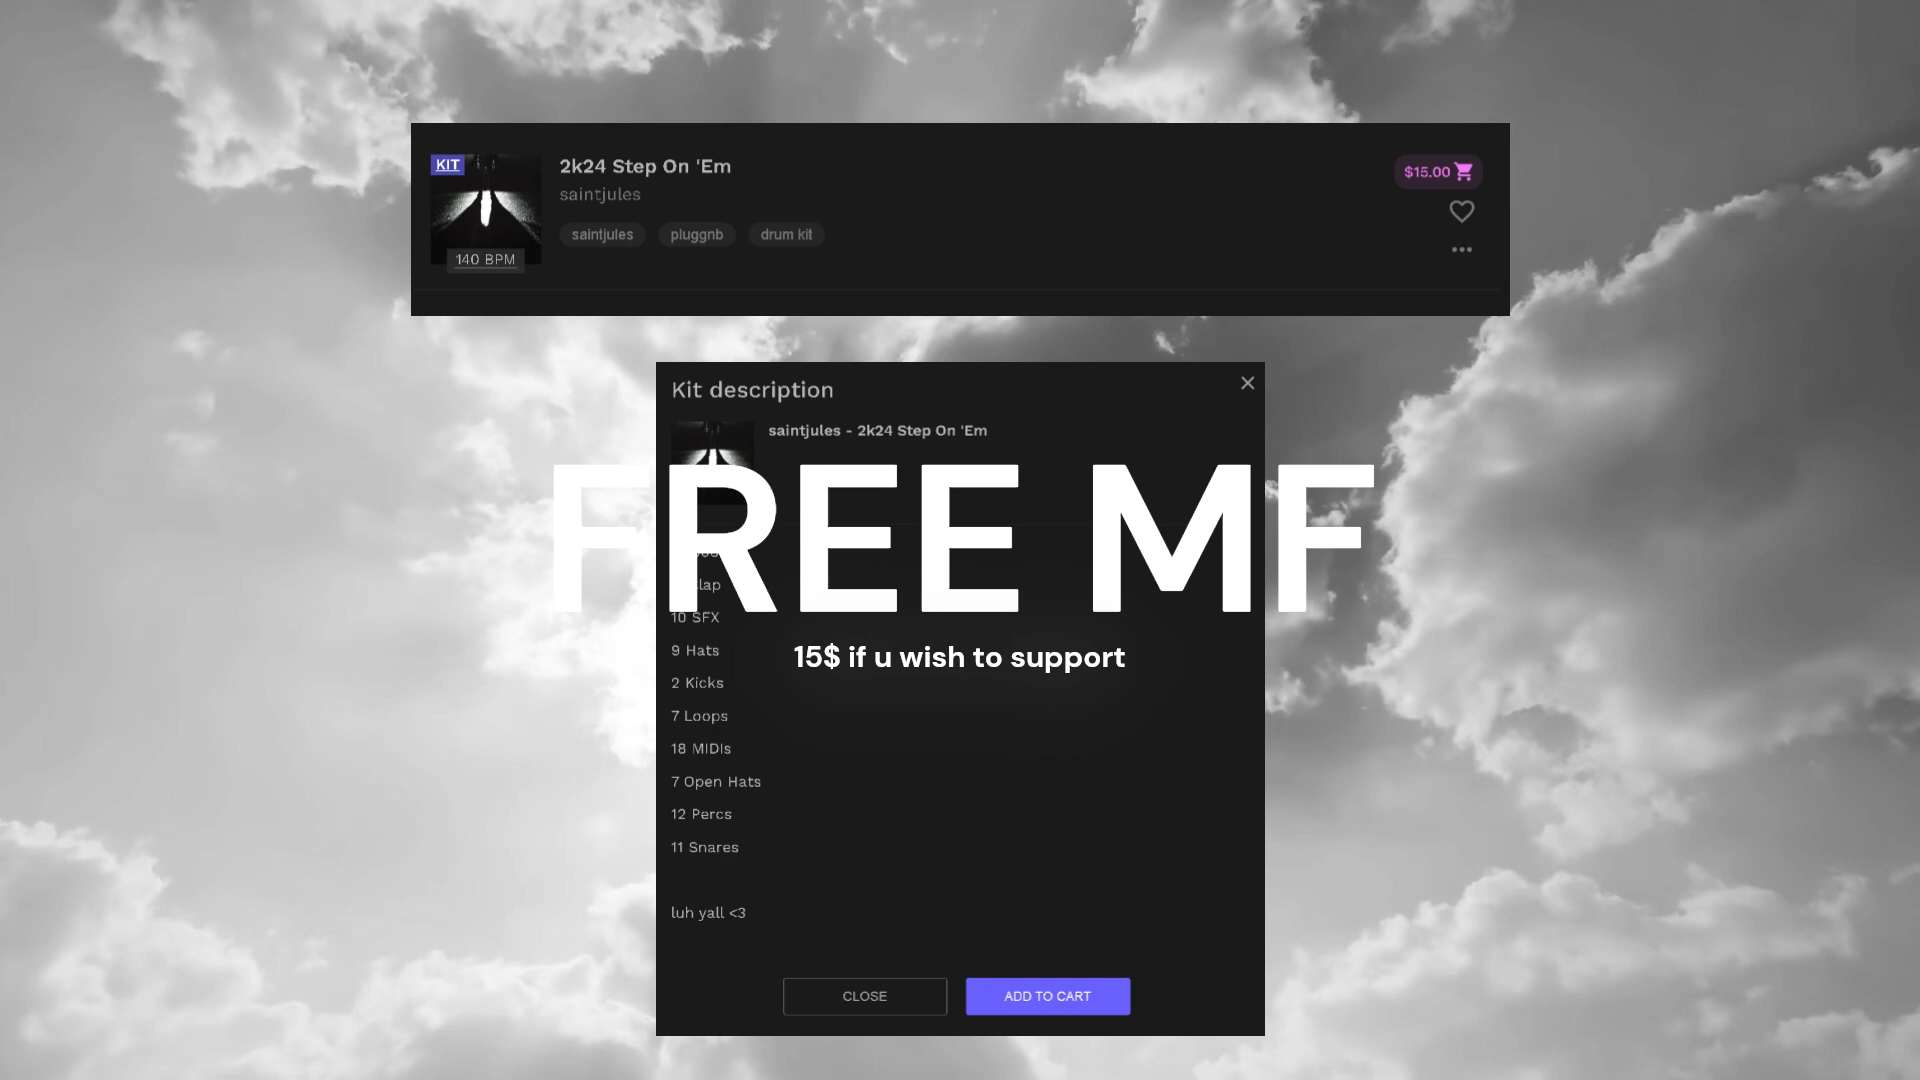 KIT
2k24 Step On 'Em
saintjules
saintjules pluggnb drum kit
140 BPM
$15.00
Kit description
saintjules - 2k24 Step On 'Em
FREE MF
10 SFX
15$ if u wish to support
9 Hats
2 Kicks
7 Loops
18 MIDIs
7 Open Hats
12 Percs
11 Snares
luh yall <3
CLOSE ADD TO CART